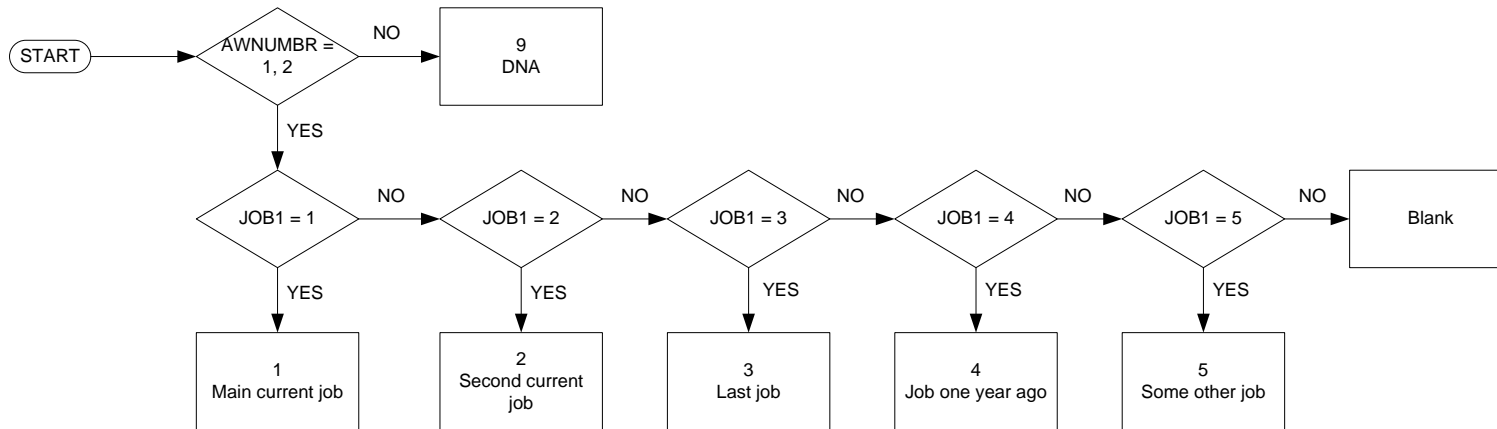 START
AWNUMBR =
1, 2
NO
9
DNA
YES
JOB1 = 1
NO
JOB1 = 2
NO
JOB1 = 3
NO
JOB1 = 4
NO
JOB1 = 5
NO
Blank
YES
YES
YES
YES
YES
1
Main current job
2
Second current
job
3
Last job
4
Job one year ago
5
Some other job